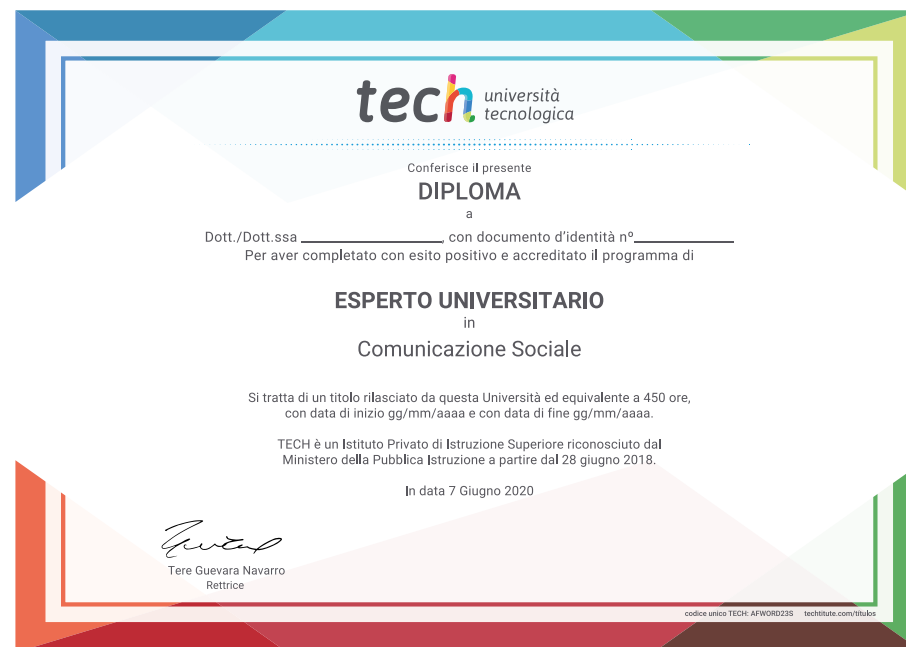 tech università
tecnologica
Conferisce il presente
DIPLOMA
a
Dott./Dott.ssa ____________________, con documento d'identità nº______________
Per aver completato con esito positivo e accreditato il programma di
ESPERTO UNIVERSITARIO
in
Comunicazione Sociale
Si tratta di un titolo rilasciato da questa Università ed equivalente a 450 ore,
con data di inizio gg/mm/aaaa e con data di fine gg/mm/aaaa.
TECH è un Istituto Privato di Istruzione Superiore riconosciuto dal
Ministero della Pubblica Istruzione a partire dal 28 giugno 2018.
In data 7 Giugno 2020
Tere Guevara Navarro
Rettrice
codice unico TECH: AFWORD23S techtitute.com/títulos